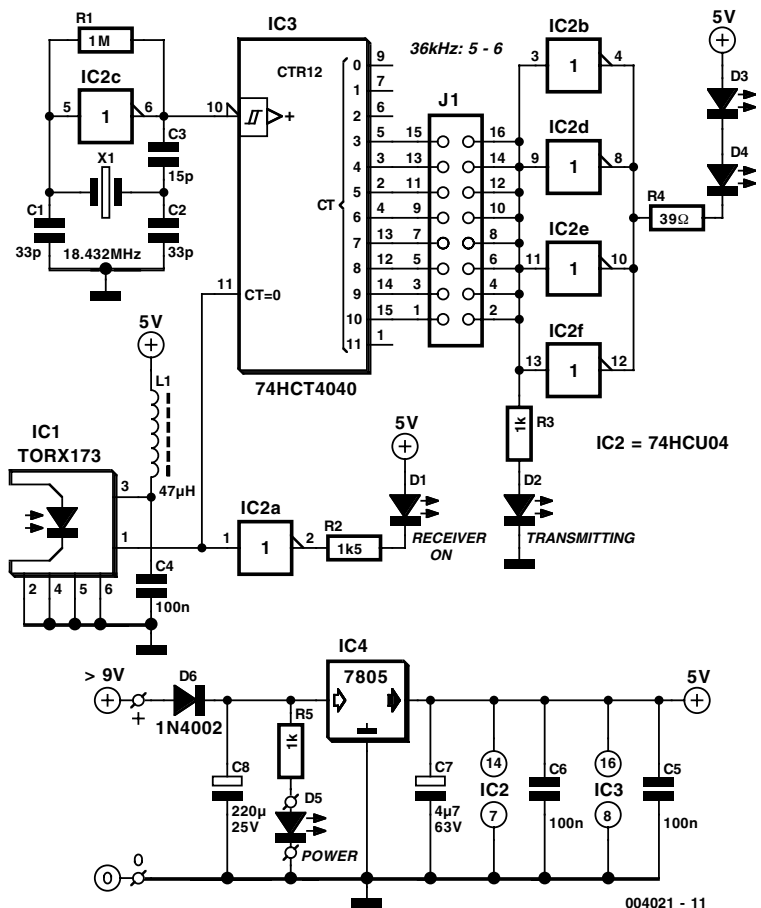 R1
1M
IC2c
5
1
6
C3
15p
X1
C1
33p
C2
33p
18.432MHz
IC3
CTR12
10
+
CT
11
CT=0
0
9
1
7
2
6
3
5
4
3
5
2
6
4
7
13
8
12
9
14
10
15
11
1
74HCT4040
36kHz: 5 - 6
J1
15
16
13
14
11
12
9
10
7
8
5
6
3
4
1
2
IC2b
3
1
4
IC2d
9
1
8
IC2e
11
1
10
IC2f
13
1
12
5V
D3
D4
R4
39Ω
R3
1k
D2
TRANSMITTING
IC2 = 74HCU04
5V
L1
47µH
IC1
TORX173
3
1
2
4
5
6
C4
100n
IC2a
1
1
2
R2
1k5
5V
D1
RECEIVER
ON
> 9V
+
+
D6
1N4002
IC4
7805
R5
1k
C8
220µ
25V
D5
POWER
C7
4µ7
63V
14
IC2
7
C6
100n
16
IC3
8
C5
100n
5V
+
0
0
004021 - 11